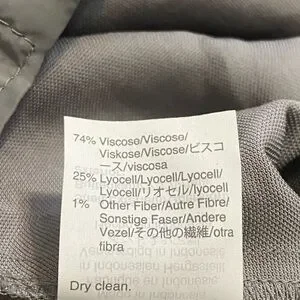 74% Viscose/Viscose/
Viskose/Viscose/ビスコ
ース/viscosa
25% Lyocell/Lyocell/Lyocell/
Lyocell/リオセル/lyocell
1% Other Fiber/Autre Fibre/
Sonstige Faser/Andere
Vezel/その他の繊維/otra
fibra
Dry clean.